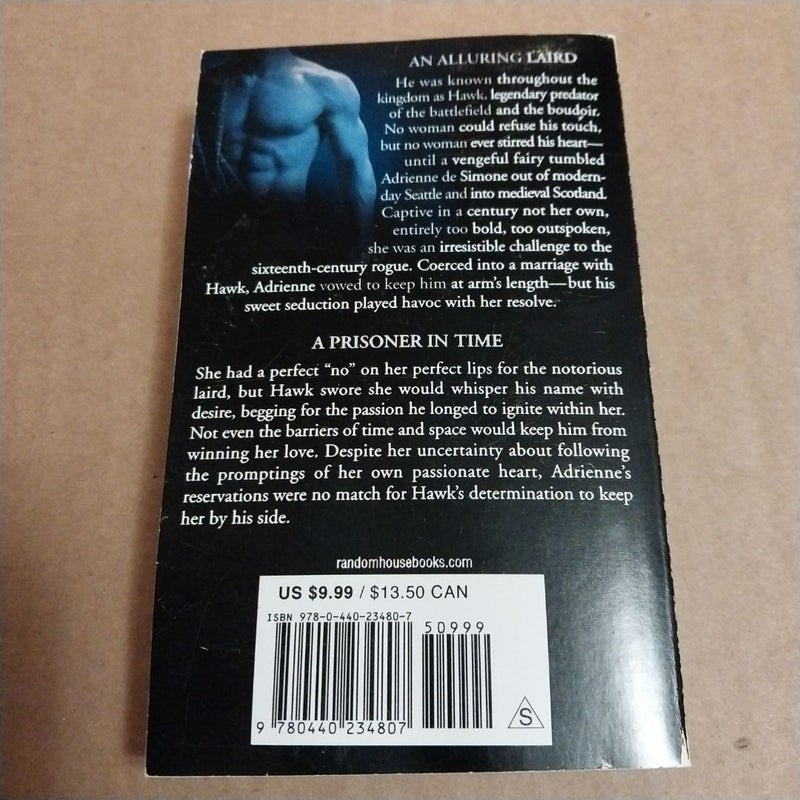 AN ALLURING LAIRD
He was known throughout the
kingdom as Hawk, legendary predator
of the battlefield and the boudoir.
No woman could refuse his touch,
but no woman ever stirred his heart—
until a vengeful fairy tumbled
Adrienne de Simone out of modern-
day Seattle and into medieval Scotland.
Captive in a century not her own,
entirely too bold, too outspoken,
she was an irresistible challenge to the
sixteenth-century rogue. Coerced into a marriage with
Hawk, Adrienne vowed to keep him at arm's length—but his
sweet seduction played havoc with her resolve.
A PRISONER IN TIME
She had a perfect "no" on her perfect lips for the notorious
laird, but Hawk swore she would whisper his name with
desire, begging for the passion he longed to ignite within her.
Not even the barriers of time and space would keep him from
winning her love. Despite her uncertainty about following
the promptings of her own passionate heart, Adrienne's
reservations were no match for Hawk's determination to keep
her by his side.
randomhousebooks.com
US $9.99 / $13.50 CAN
ISBN 978-0-440-23480-7
50999
9 780440 234807
S